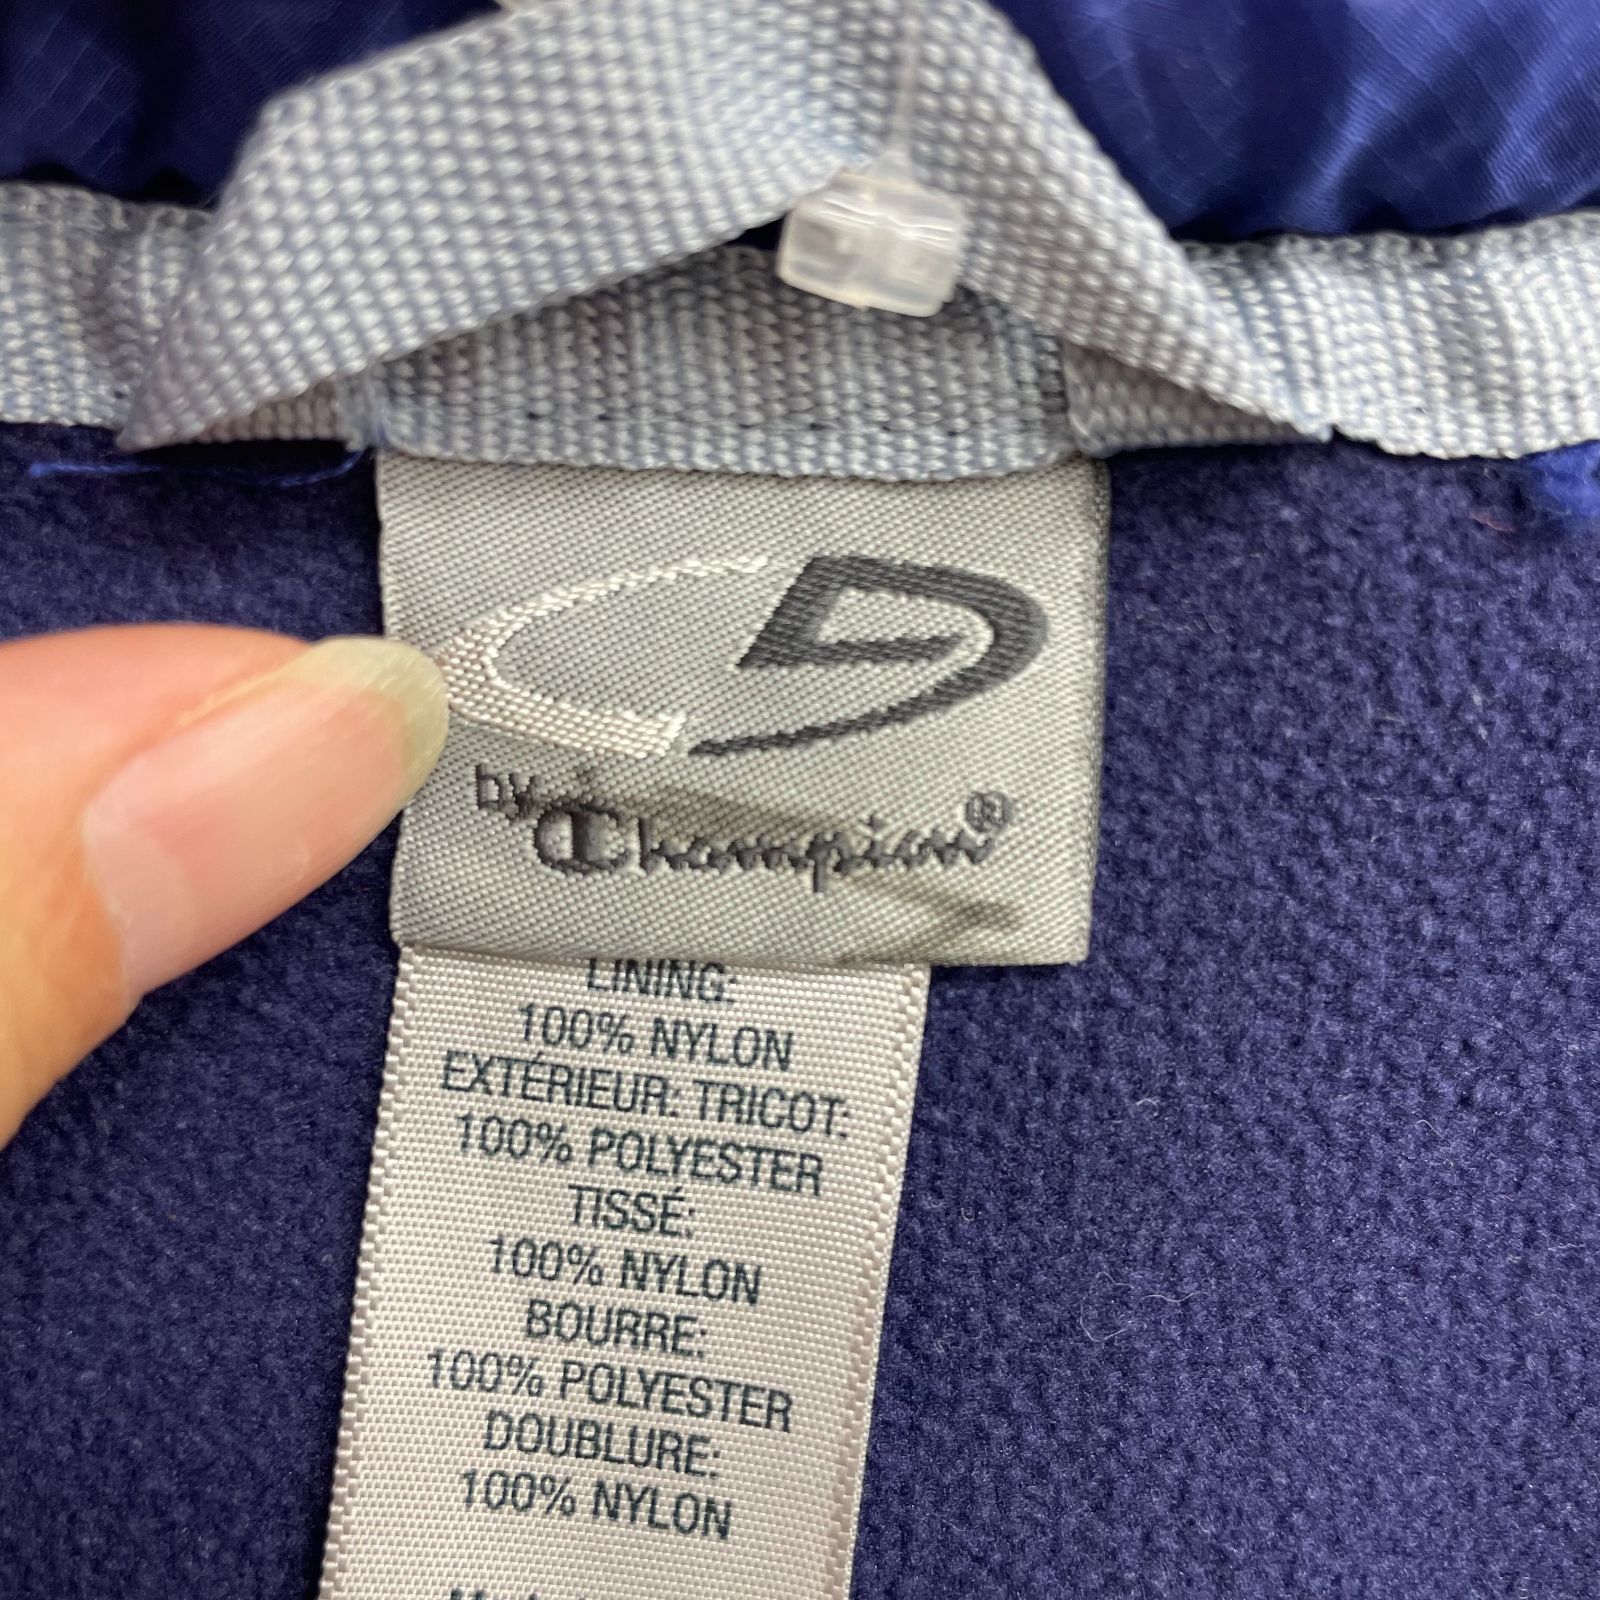 by Champion®
LINING:
100% NYLON
EXTÉRIEUR: TRICOT:
100% POLYESTER
TISSÉ:
100% NYLON
BOURRE:
100% POLYESTER
DOUBLURE:
100% NYLON